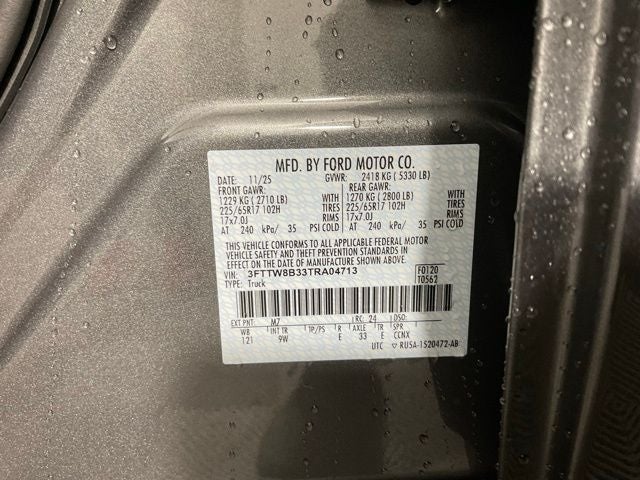 MFD. BY FORD MOTOR CO.
DATE: 11/25 GVWR: 2418 KG ( 5330 LB)
FRONT GAWR: REAR GAWR:
1229 KG ( 2710 LB) WITH 1270 KG ( 2800 LB) WITH
225/65R17 102H TIRES 225/65R17 102H TIRES
17x7.0J RIMS 17x7.0J RIMS
AT 240 kPa/ 35 PSI COLD AT 240 kPa/ 35 PSI COLD
THIS VEHICLE CONFORMS TO ALL APPLICABLE FEDERAL MOTOR
VEHICLE SAFETY AND THEFT PREVENTION STANDARDS IN
EFFECT ON THE DATE OF MANUFACTURE SHOWN ABOVE.
VIN: 3FTTW8B33TRA04713 F0120
TYPE: Truck T0562
EXT PNT: M7 RC: 24 DSO:
WB INT TR TP/PS R AXLE TR SPR
121 9W E 33 E CCNX
UTC RU5A-1520472-AB